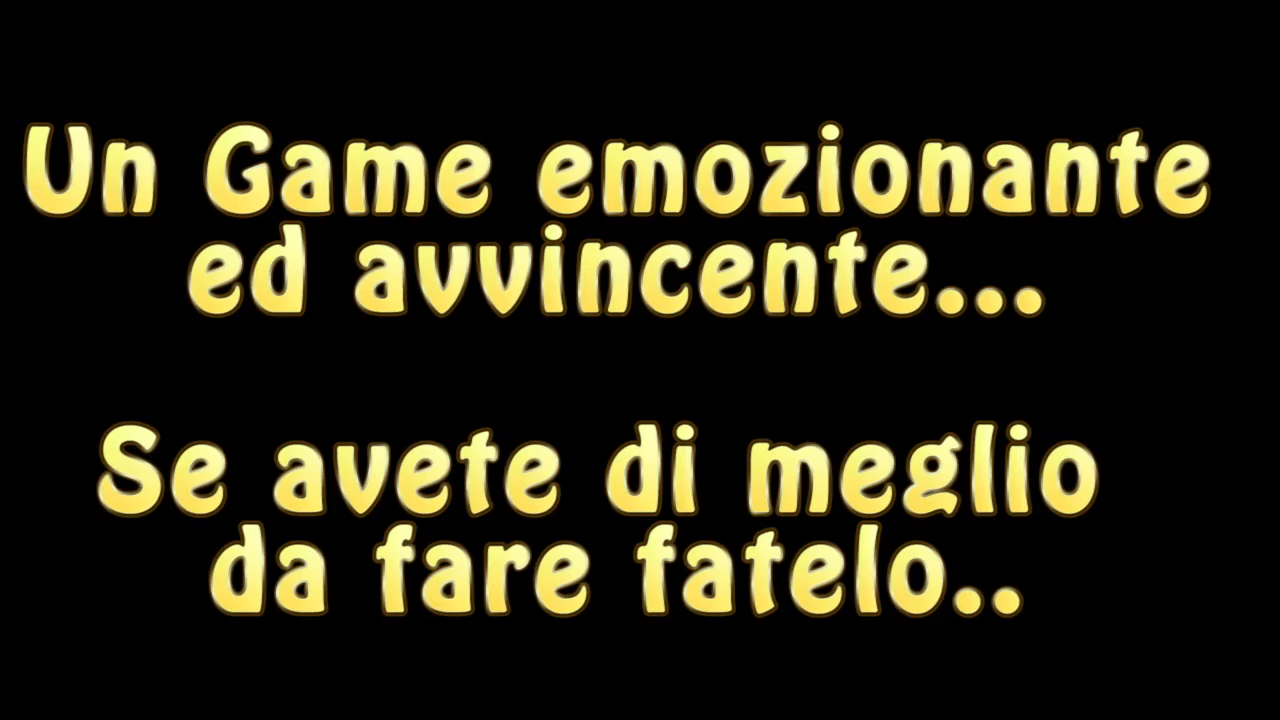 Un Game emozionante
ed avvincente...
Se avete di meglio
da fare fatelo..